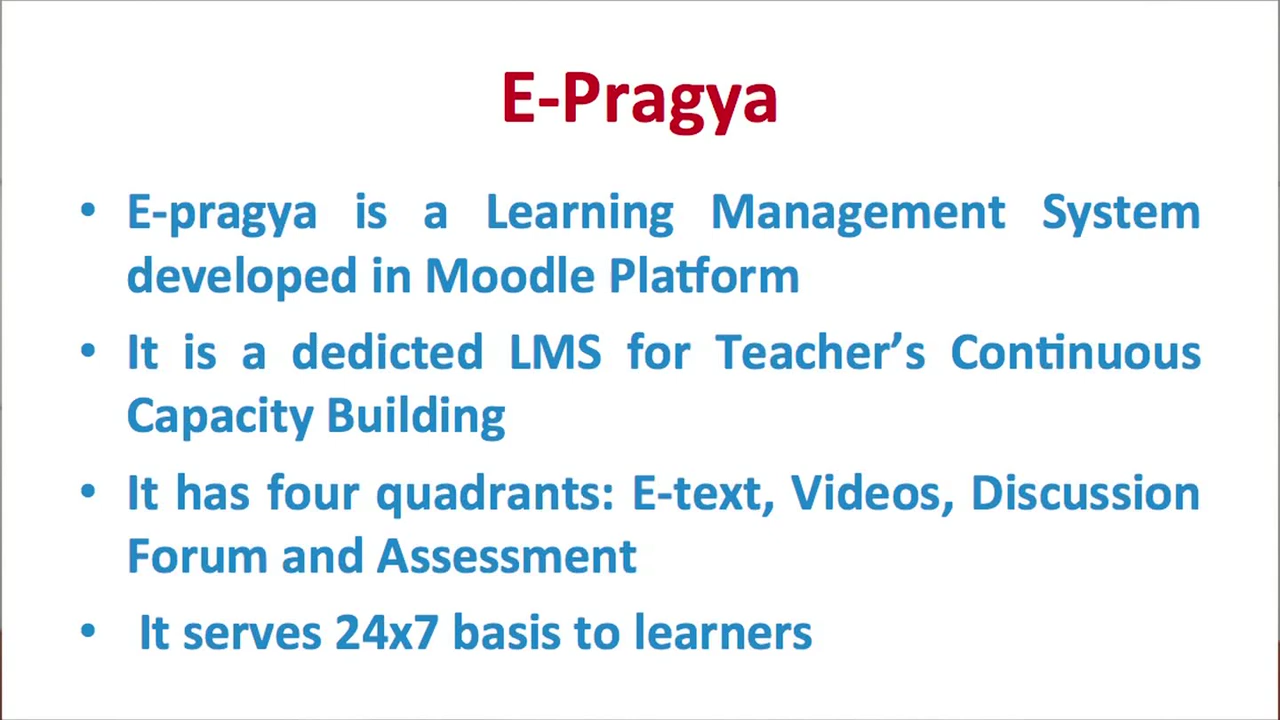 E-Pragya
• E-pragya is a Learning Management System
developed in Moodle Platform
• It is a dedicted LMS for Teacher’s Continuous
Capacity Building
• It has four quadrants: E-text, Videos, Discussion
Forum and Assessment
• It serves 24x7 basis to learners